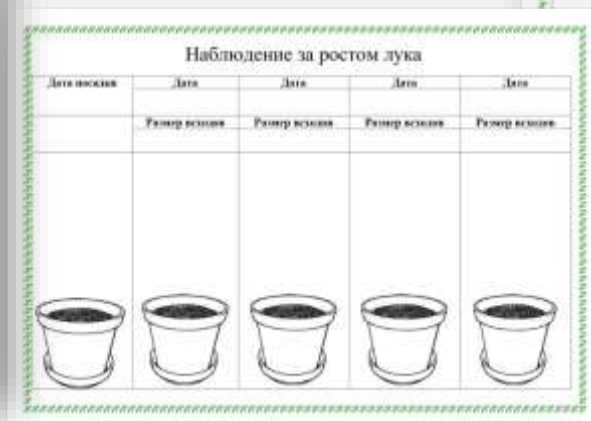 Наблюдение за ростом лука
Дата посадки Дата Дата Дата Дата
Размер всходов Размер всходов Размер всходов Размер всходов